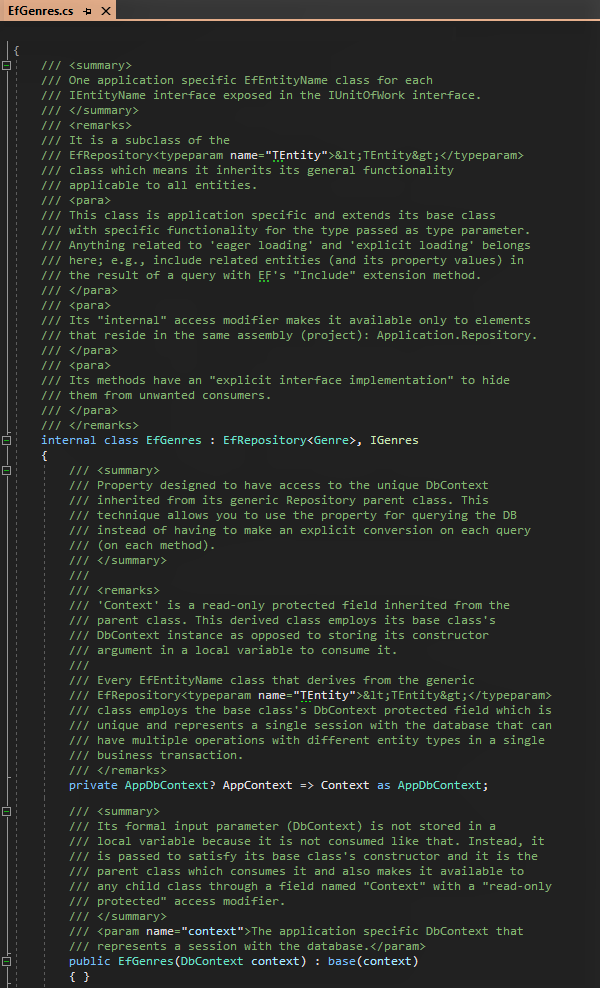 EfGenres.cs
{
/// <summary>
/// One application specific EfEntityName class for each
/// IEntityName interface exposed in the IUnitOfWork interface.
/// </summary>
/// <remarks>
/// It is a subclass of the
/// EfRepository<typeparam name="TEntity">&lt;TEntity&gt;</typeparam>
/// class which means it inherits its general functionality
/// applicable to all entities.
/// <para>
/// This class is application specific and extends its base class
/// with specific functionality for the type passed as type parameter.
/// Anything related to 'eager loading' and 'explicit loading' belongs
/// here; e.g., include related entities (and its property values) in
/// the result of a query with EF's "Include" extension method.
/// </para>
/// <para>
/// Its "internal" access modifier makes it available only to elements
/// that reside in the same assembly (project): Application.Repository.
/// </para>
/// <para>
/// Its methods have an "explicit interface implementation" to hide
/// them from unwanted consumers.
/// </para>
/// </remarks>
internal class EfGenres : EfRepository<Genre>, IGenres
{
/// <summary>
/// Property designed to have access to the unique DbContext
/// inherited from its generic Repository parent class. This
/// technique allows you to use the property for querying the DB
/// instead of having to make an explicit conversion on each query
/// (on each method).
/// </summary>
///
/// <remarks>
/// 'Context' is a read-only protected field inherited from the
/// parent class. This derived class employs its base class's
/// DbContext instance as opposed to storing its constructor
/// argument in a local variable to consume it.
///
/// Every EfEntityName class that derives from the generic
/// EfRepository<typeparam name="TEntity">&lt;TEntity&gt;</typeparam>
/// class employs the base class's DbContext protected field which is
/// unique and represents a single session with the database that can
/// have multiple operations with different entity types in a single
/// business transaction.
/// </remarks>
private AppDbContext? AppContext => Context as AppDbContext;
/// <summary>
/// Its formal input parameter (DbContext) is not stored in a
/// local variable because it is not consumed like that. Instead, it
/// is passed to satisfy its base class's constructor and it is the
/// parent class which consumes it and also makes it available to
/// any child class through a field named "Context" with a "read-only
/// protected" access modifier.
/// </summary>
/// <param name="context">The application specific DbContext that
/// represents a session with the database.</param>
public EfGenres(DbContext context) : base(context)
{ }